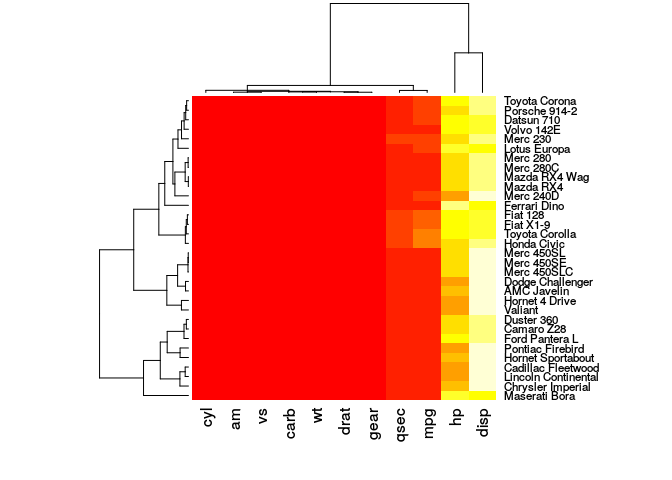 Toyota Corona
Porsche 914-2
Datsun 710
Volvo 142E
Merc 230
Lotus Europa
Merc 280
Merc 280C
Mazda RX4 Wag
Mazda RX4
Merc 240D
Ferrari Dino
Fiat 128
Fiat X1-9
Toyota Corolla
Honda Civic
Merc 450SL
Merc 450SE
Merc 450SLC
Dodge Challenger
AMC Javelin
Hornet 4 Drive
Valiant
Duster 360
Camaro Z28
Ford Pantera L
Pontiac Firebird
Hornet Sportabout
Cadillac Fleetwood
Lincoln Continental
Chrysler Imperial
Maserati Bora
cyl
am
vs
carb
wt
drat
gear
qsec
mpg
hp
disp